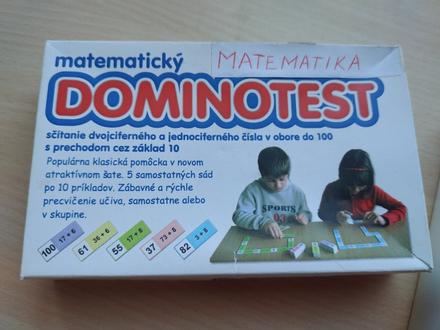 matematický
MATEMATIKA
DOMINOTEST
sčítanie dvojciferného a jednociferného čísla v obore do 100
s prechodom cez základ 10
Populárna klasická pomôcka v novom
atraktívnom šate. 5 samostatných sád
po 10 príkladov. Zábavné a rýchle
precvičenie učiva, samostatne alebo
v skupine.
SPORTS
03
100 17 + 6
61 36 + 6
55 17 + 8
37 73 + 8
82 3 + 8